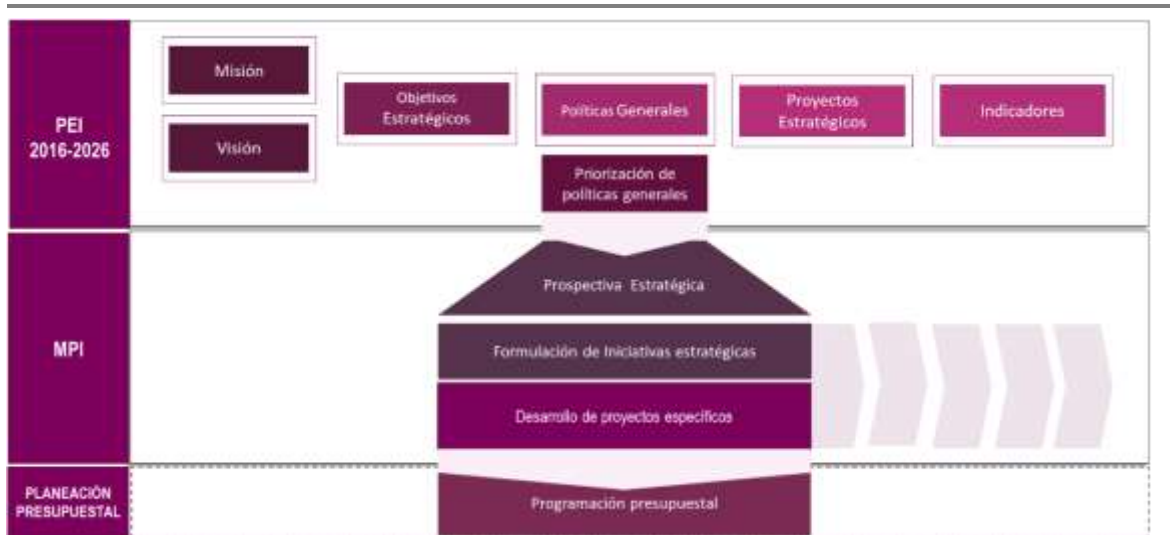 PEI
2016-2026
Misión
Visión
Objetivos
Estratégicos
Políticas Generales
Proyectos
Estratégicos
Indicadores
Priorización de
políticas generales
MPI
Prospectiva Estratégica
Formulación de Iniciativas estratégicas
Desarrollo de proyectos específicos
PLANEACIÓN
PRESUPUESTAL
Programación presupuestal